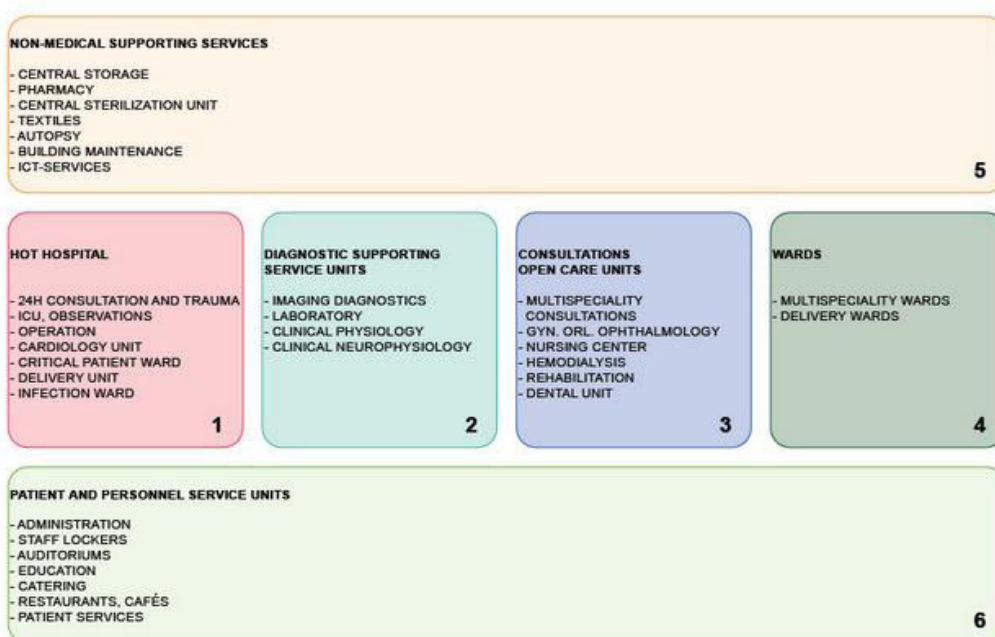 NON-MEDICAL SUPPORTING SERVICES
- CENTRAL STORAGE
- PHARMACY
- CENTRAL STERILIZATION UNIT
- TEXTILES
- AUTOPSY
- BUILDING MAINTENANCE
- ICT-SERVICES
5
HOT HOSPITAL
- 24H CONSULTATION AND TRAUMA
- ICU, OBSERVATIONS
- OPERATION
- CARDIOLOGY UNIT
- CRITICAL PATIENT WARD
- DELIVERY UNIT
- INFECTION WARD
1
DIAGNOSTIC SUPPORTING
SERVICE UNITS
- IMAGING DIAGNOSTICS
- LABORATORY
- CLINICAL PHYSIOLOGY
- CLINICAL NEUROPHYSIOLOGY
2
CONSULTATIONS
OPEN CARE UNITS
- MULTISPECIALITY
CONSULTATIONS
- GYN. ORL. OPHTHALMOLOGY
- NURSING CENTER
- HEMODIALYSIS
- REHABILITATION
- DENTAL UNIT
3
WARDS
- MULTISPECIALITY WARDS
- DELIVERY WARDS
4
PATIENT AND PERSONNEL SERVICE UNITS
- ADMINISTRATION
- STAFF LOCKERS
- AUDITORIUMS
- EDUCATION
- CATERING
- RESTAURANTS, CAFÉS
- PATIENT SERVICES
6